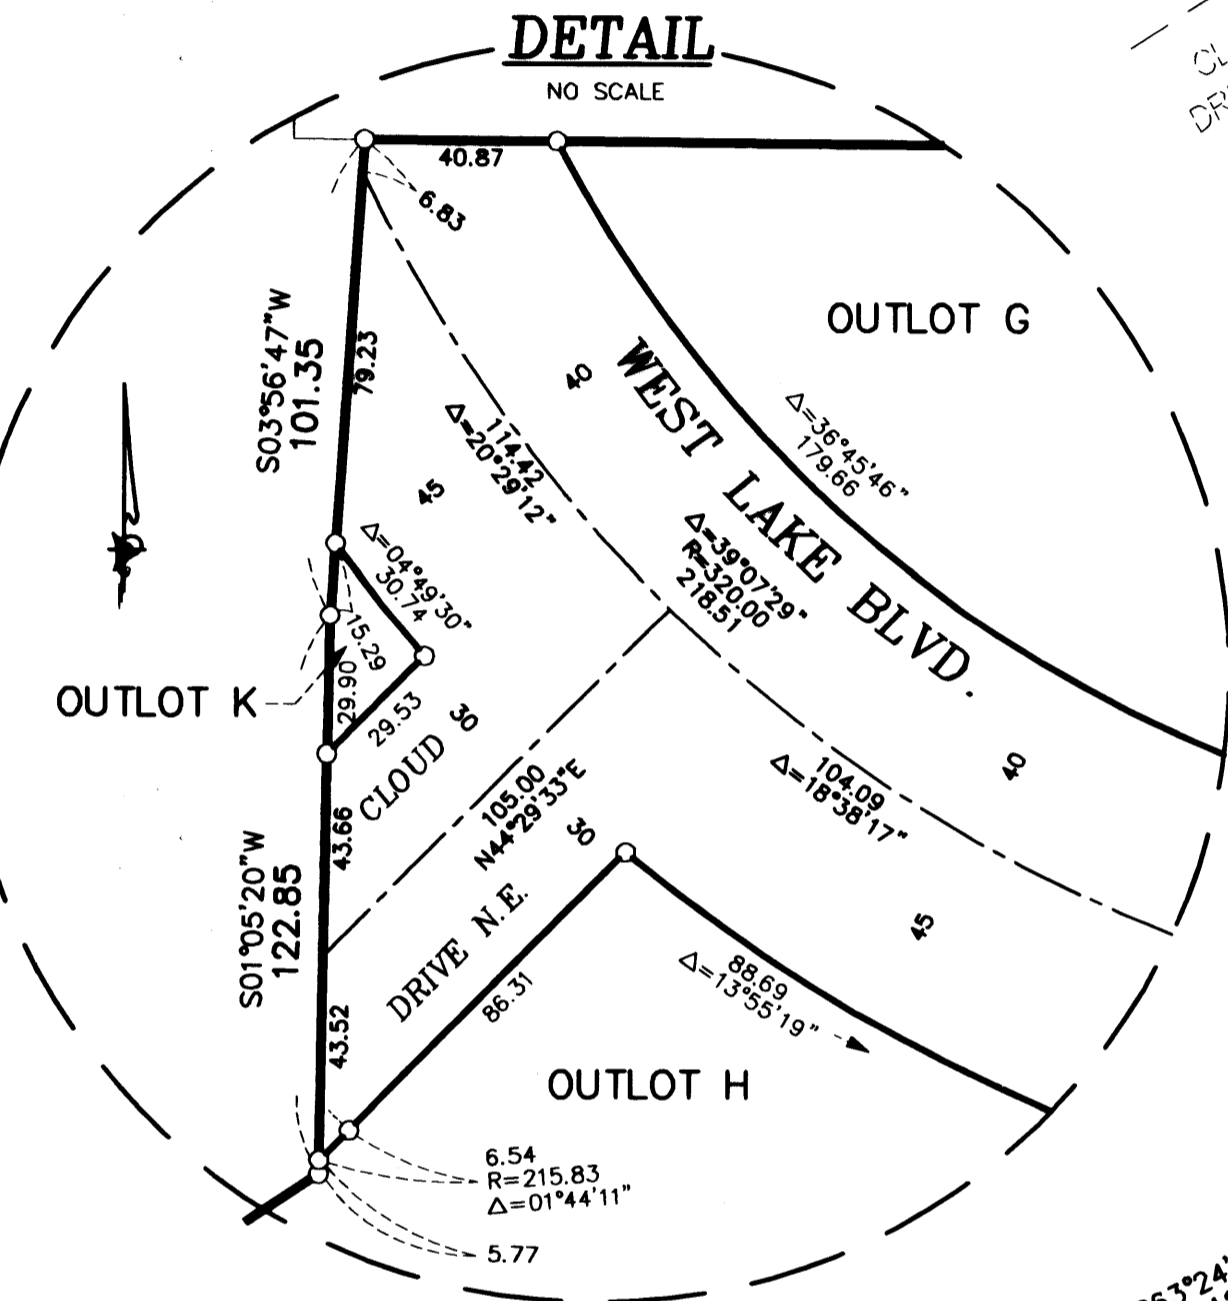 DETAIL
NO SCALE
40.87
6.83
OUTLOT G
S03°56'47"W
101.35
79.23
40
WEST LAKE BLVD.
Δ=36°45'46"
179.66
114.42
Δ=20°29'12"
45
Δ=39°07'29"
R=320.00
218.51
Δ=04°49'30"
30.74
15.29
29.90
OUTLOT K
29.53
30
CLOUD
DRIVE N.E.
105.00
N44°29'33"E
30
104.09
Δ=18°38'17"
40
45
S01°05'20"W
122.85
43.66
43.52
86.31
88.69
Δ=13°55'19"
OUTLOT H
6.54
R=215.83
Δ=01°44'11"
5.77
63°24'